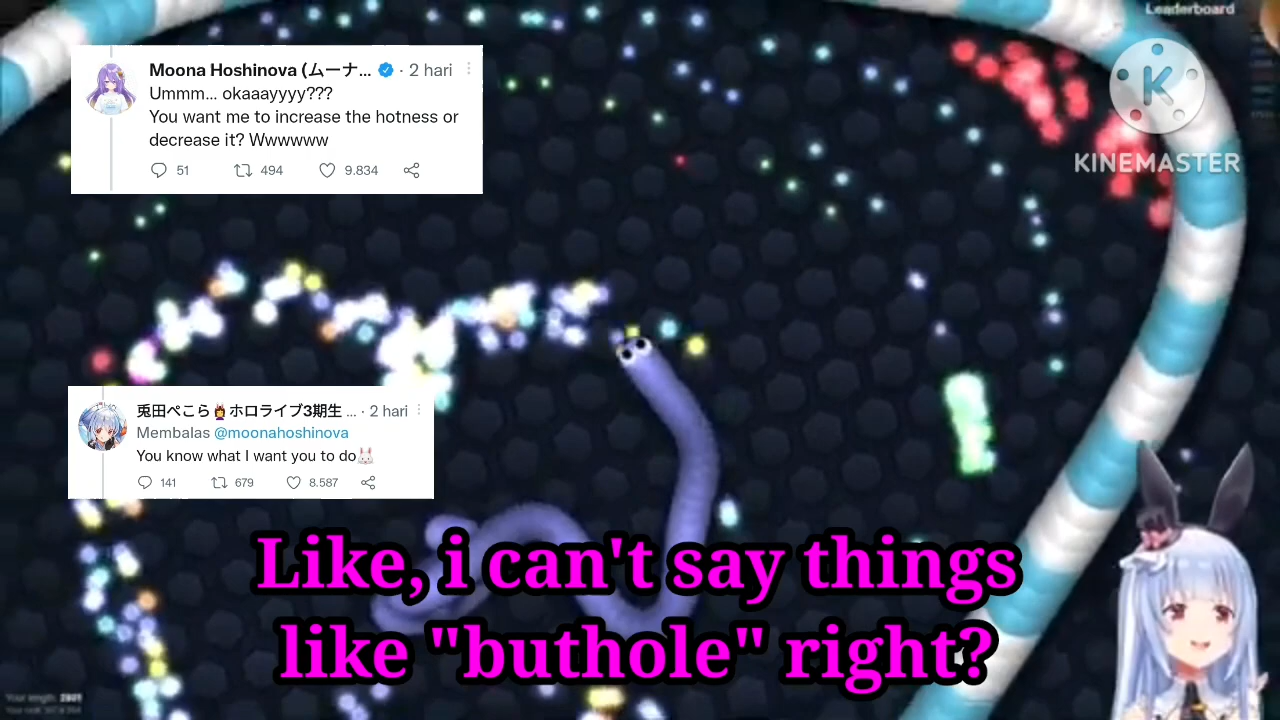 Leaderboard
Moona Hoshinova (ムーナ... · 2 hari
Ummm... okaaayyyy???
You want me to increase the hotness or
decrease it? Wwwwww
51 494 9.834
K
KINEMASTER
兎田ぺこら👯‍♀️ホロライブ3期生 ... · 2 hari
Membalas @moonahoshinova
You know what I want you to do🐰
141 679 8.587
Like, i can't say things
like "buthole" right?
Your length: 2801